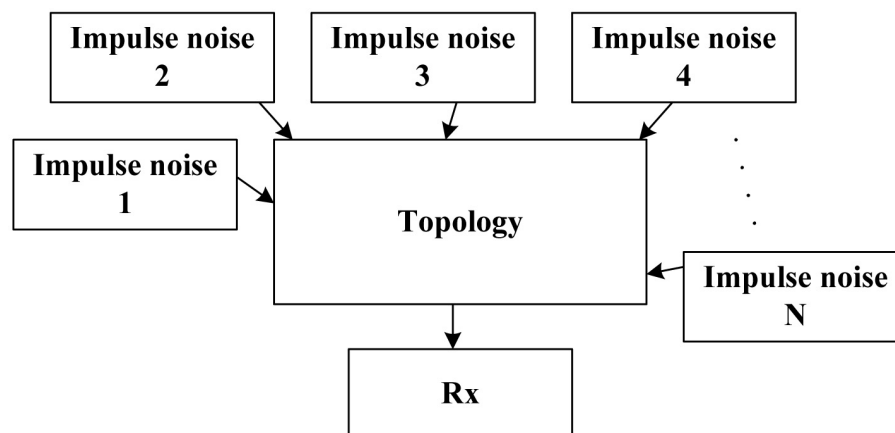 Impulse noise
2
Impulse noise
3
Impulse noise
4
Impulse noise
1
Topology
Impulse noise
N
Rx